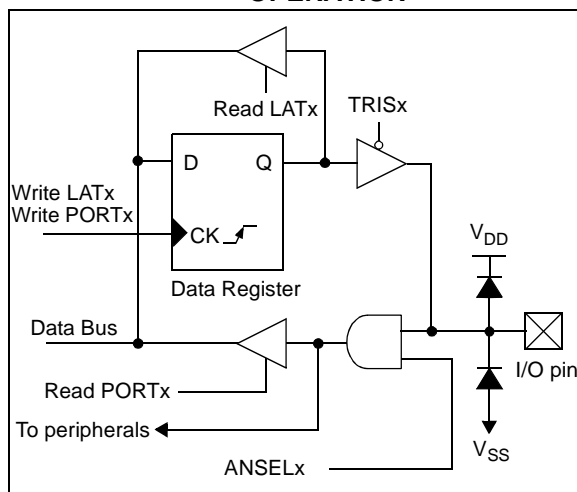 Read LATx
TRISx
D Q
Write LATx
Write PORTx
CK
VDD
Data Register
Data Bus
I/O pin
Read PORTx
To peripherals
VSS
ANSELx